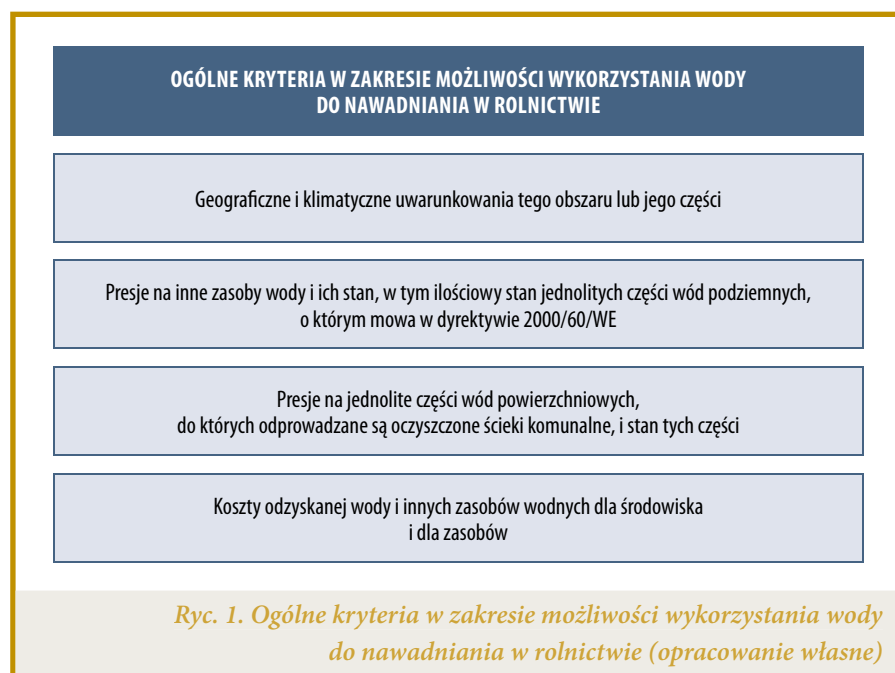 OGÓLNE KRYTERIA W ZAKRESIE MOŻLIWOŚCI WYKORZYSTANIA WODY
DO NAWADNIANIA W ROLNICTWIE
Geograficzne i klimatyczne uwarunkowania tego obszaru lub jego części
Presje na inne zasoby wody i ich stan, w tym ilościowy stan jednolitych części wód podziemnych,
o którym mowa w dyrektywie 2000/60/WE
Presje na jednolite części wód powierzchniowych,
do których odprowadzane są oczyszczone ścieki komunalne, i stan tych części
Koszty odzyskanej wody i innych zasobów wodnych dla środowiska
i dla zasobów
Ryc. 1. Ogólne kryteria w zakresie możliwości wykorzystania wody
do nawadniania w rolnictwie (opracowanie własne)